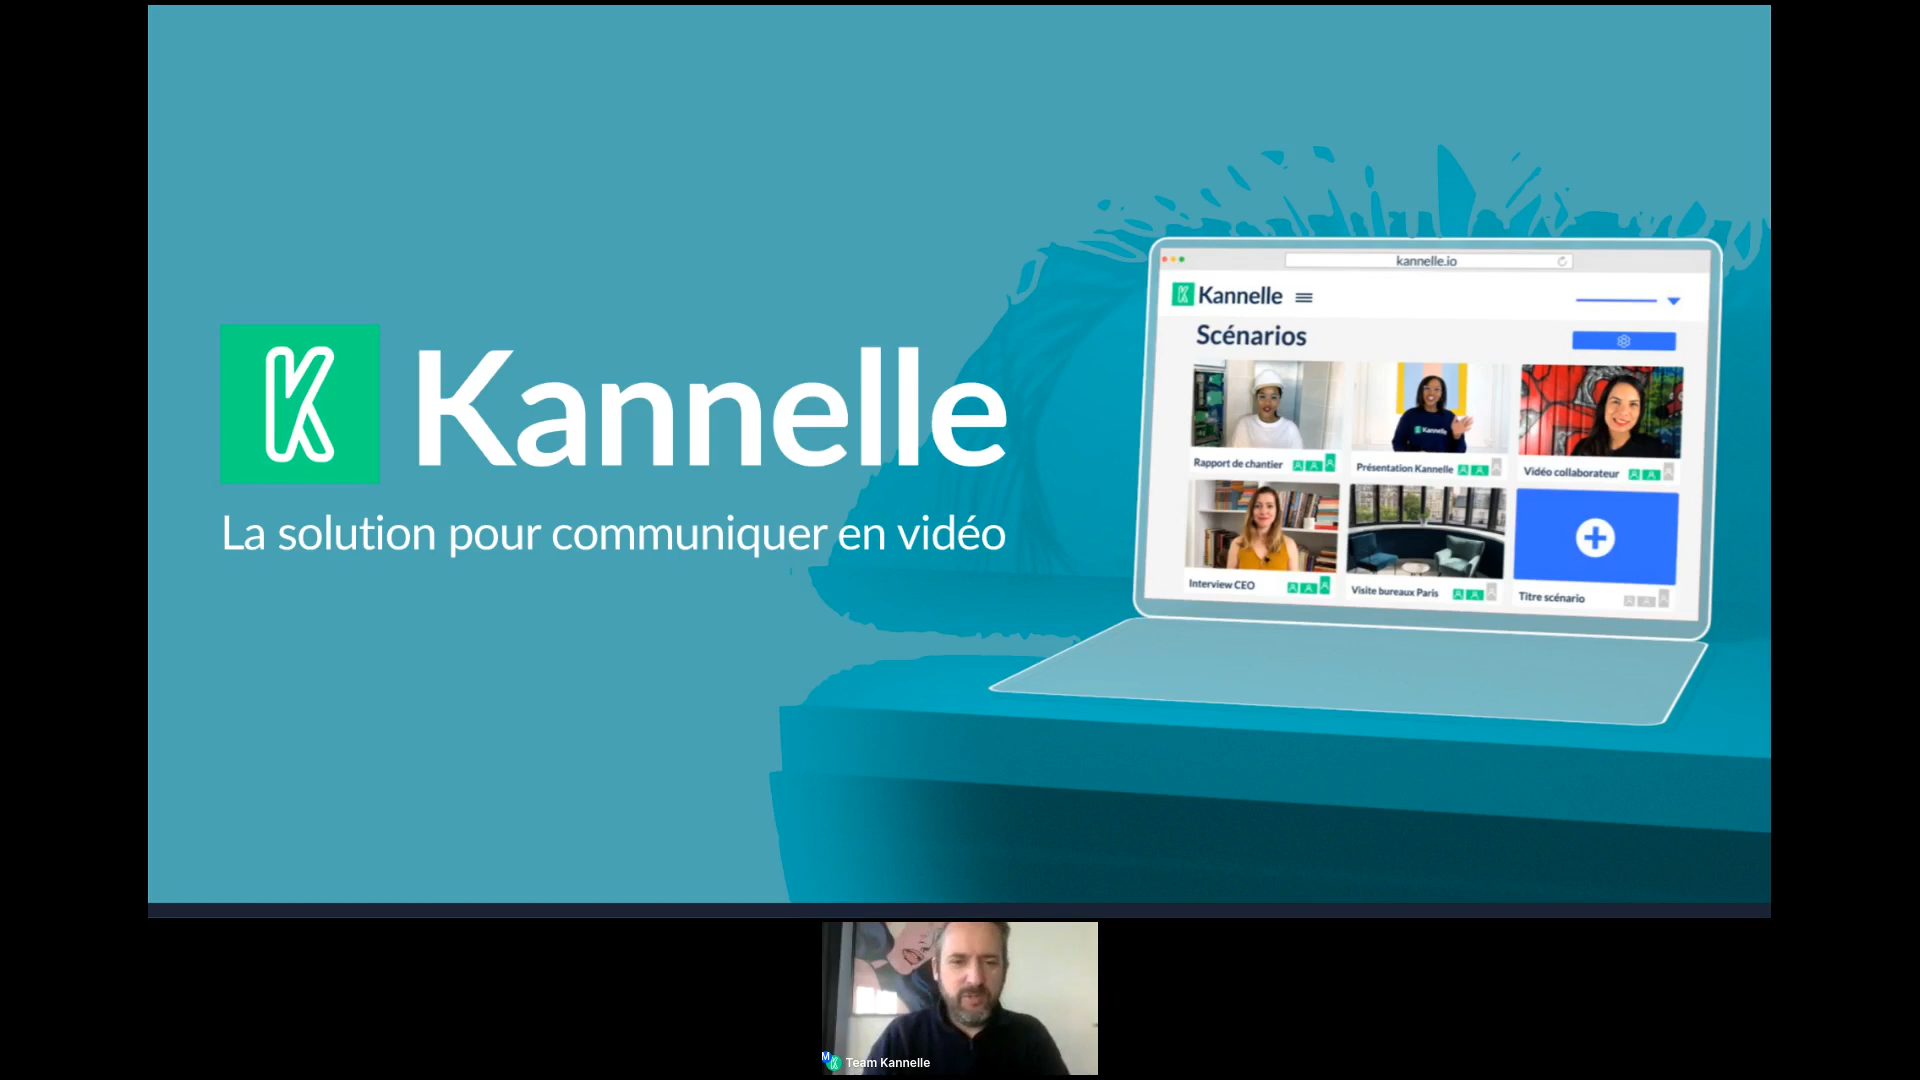 K Kannelle
La solution pour communiquer en vidéo
kannelle.io
K Kannelle
Scénarios
Kannelle
Rapport de chantier
Présentation Kannelle
Vidéo collaborateur
Interview CEO
Visite bureaux Paris
Titre scénario
M
Team Kannelle